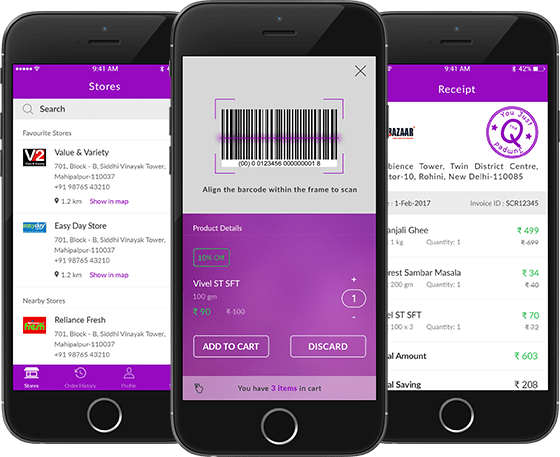 9:41 AM
Stores
Search
Favourite Stores
V2
Value & Variety
701, Block - B, Siddhi Vinayak Tower,
Mahipalpur-110037
+91 98765 43210
1.2 km Show in map
easyday
Easy Day Store
701, Block - B, Siddhi Vinayak Tower,
Mahipalpur-110037
+91 98765 43210
1.2 km Show in map
Nearby Stores
Reliance Fresh
701, Block - B, Siddhi Vinayak Tower,
Mahipalpur-110037
+91 98765 43210
Stores Order History Profile
(00) 0 0123456 000000001 8
Align the barcode within the frame to scan
Product Details
10% Off
Vivel ST SFT
100 gm
₹ 90 ₹ 100
+
1
-
ADD TO CART DISCARD
You have 3 items in cart
9:41 AM 42%
Receipt
BAZAAR
You Just
THE
Q
Jumped
bience Tower, Twin District Centre,
tor-10, Rohini, New Delhi-110085
: 1-Feb-2017 Invoice ID : SCR12345
anjali Ghee ₹ 499
: 1 kg Quantity: 1 ₹ 699
rest Sambar Masala ₹ 34
: 200 gm Quantity: 1 ₹ 40
el ST SFT ₹ 70
: 100 x 3 Quantity: 1 ₹ 72
al Amount ₹ 603
al Saving ₹ 208